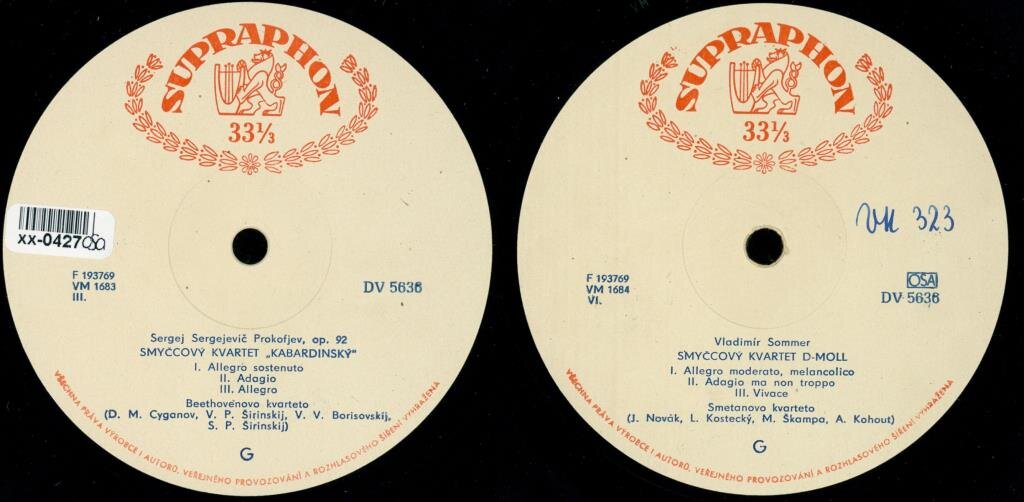 SUPRAPHON
33⅓
xx-0427 osa
F 193769
VM 1683
III.
DV 5636
Sergej Sergejevič Prokofjev, op. 92
SMYČCOVÝ KVARTET „KABARDINSKÝ"
I. Allegro sostenuto
II. Adagio
III. Allegro
Beethovenovo kvarteto
(D. M. Cyganov, V. P. Širinskij, V. V. Borisovskij,
S. P. Širinskij)
G
VŠECHNA PRÁVA VÝROBCE I AUTORŮ, VEŘEJNÉHO PROVOZOVÁNÍ A ROZHLASOVÉHO ŠÍŘENÍ VYHRAŽENA
SUPRAPHON
33⅓
VM 323
F 193769
VM 1684
VI.
OSA
DV 5636
Vladimír Sommer
SMYČCOVÝ KVARTET D-MOLL
I. Allegro moderato, melancolico
II. Adagio ma non troppo
III. Vivace
Smetanovo kvarteto
(J. Novák, L. Kostecký, M. Škampa, A. Kohout)
G
VŠECHNA PRÁVA VÝROBCE I AUTORŮ, VEŘEJNÉHO PROVOZOVÁNÍ A ROZHLASOVÉHO ŠÍŘENÍ VYHRAŽENA